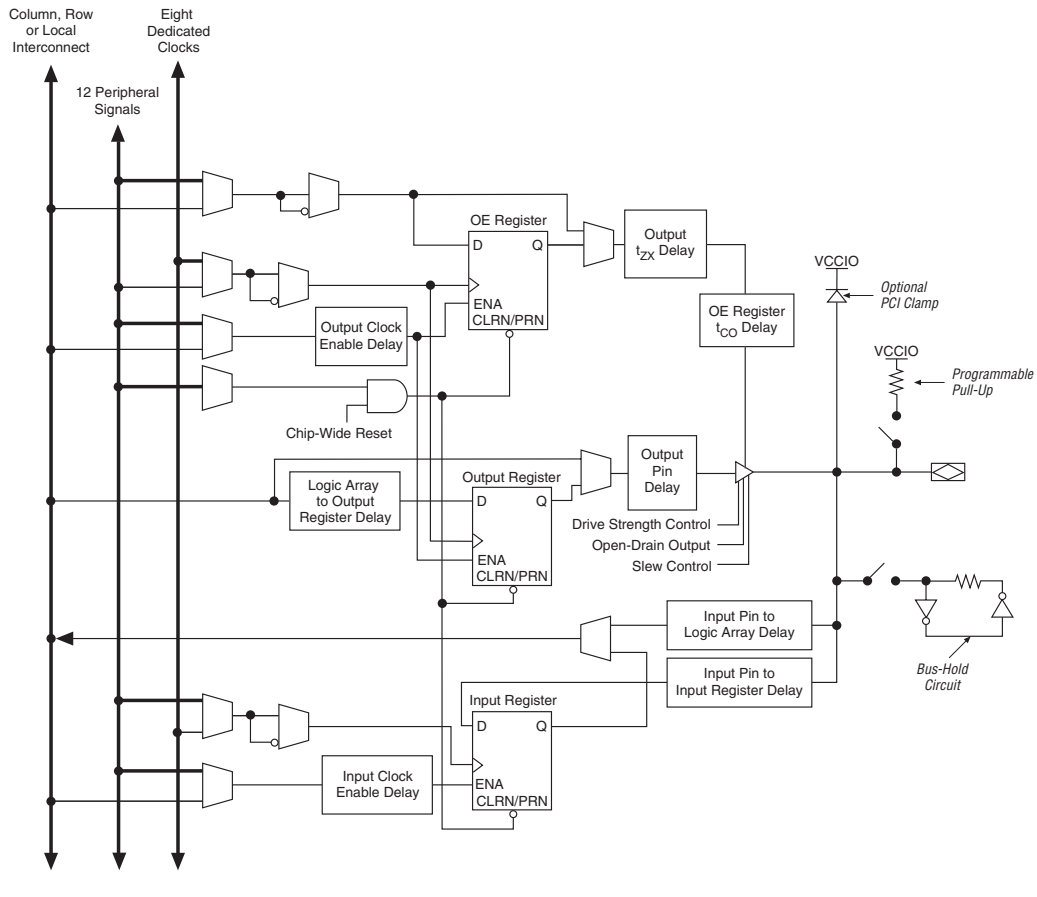 Column, Row
or Local
Interconnect
Eight
Dedicated
Clocks
12 Peripheral
Signals
OE Register
D
Q
ENA
CLRN/PRN
Output
tZX Delay
OE Register
tCO Delay
VCCIO
Optional
PCI Clamp
VCCIO
Programmable
Pull-Up
Output Clock
Enable Delay
Chip-Wide Reset
Logic Array
to Output
Register Delay
Output Register
D
Q
ENA
CLRN/PRN
Output
Pin
Delay
Drive Strength Control
Open-Drain Output
Slew Control
Input Pin to
Logic Array Delay
Input Pin to
Input Register Delay
Bus-Hold
Circuit
Input Register
D
Q
ENA
CLRN/PRN
Input Clock
Enable Delay